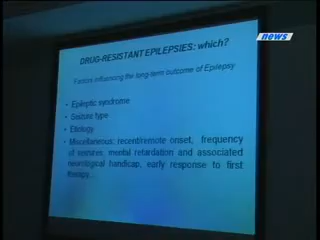 news
DRUG-RESISTANT EPILEPSIES: which?
Factors influencing the long-term outcome of Epilepsy
• Epileptic syndrome
• Seizure type
• Etiology
• Miscellaneous: recent/remote onset, frequency
of seizures, mental retardation and associated
neurological handicap, early response to first
therapy...